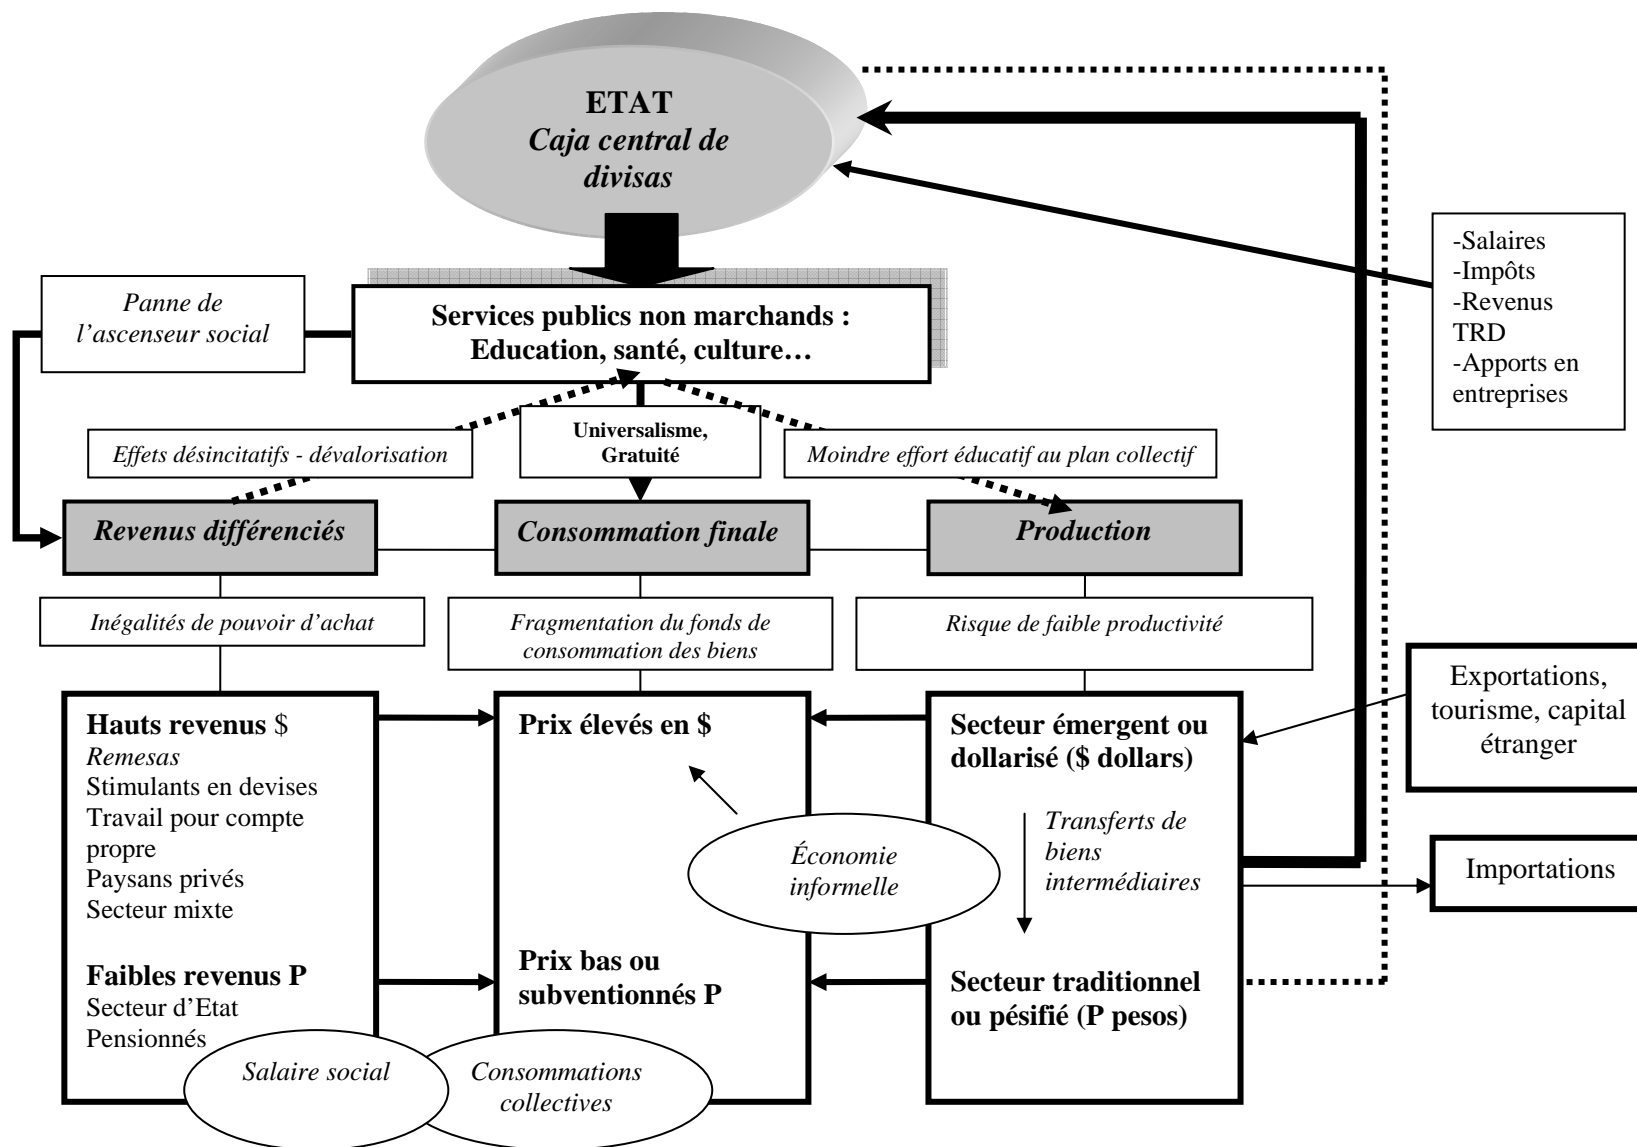 ETAT
Caja central de
divisas
-Salaires
-Impôts
-Revenus
TRD
-Apports en
entreprises
Panne de
l’ascenseur social
Services publics non marchands :
Education, santé, culture…
Effets désincitatifs - dévalorisation
Universalisme,
Gratuité
Moindre effort éducatif au plan collectif
Revenus différenciés
Consommation finale
Production
Inégalités de pouvoir d’achat
Fragmentation du fonds de
consommation des biens
Risque de faible productivité
Exportations,
tourisme, capital
étranger
Hauts revenus $
Remesas
Stimulants en devises
Travail pour compte
propre
Paysans privés
Secteur mixte
Faibles revenus P
Secteur d’Etat
Pensionnés
Salaire social
Prix élevés en $
Économie
informelle
Prix bas ou
subventionnés P
Consommations
collectives
Secteur émergent ou
dollarisé ($ dollars)
Transferts de
biens
intermédiaires
Secteur traditionnel
ou pésifié (P pesos)
Importations